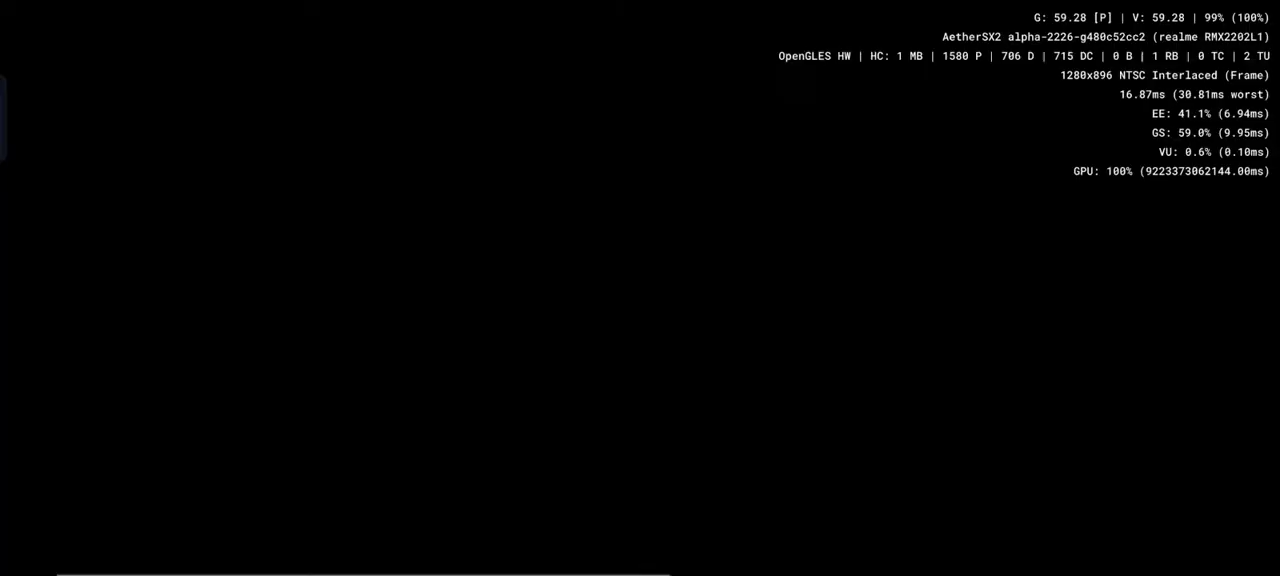 G: 59.28 [P] | V: 59.28 | 99% (100%)
AetherSX2 alpha-2226-g480c52cc2 (realme RMX2202L1)
OpenGLES HW | HC: 1 MB | 1580 P | 706 D | 715 DC | 0 B | 1 RB | 0 TC | 2 TU
1280x896 NTSC Interlaced (Frame)
16.87ms (30.81ms worst)
EE: 41.1% (6.94ms)
GS: 59.0% (9.95ms)
VU: 0.6% (0.10ms)
GPU: 100% (9223373062144.00ms)